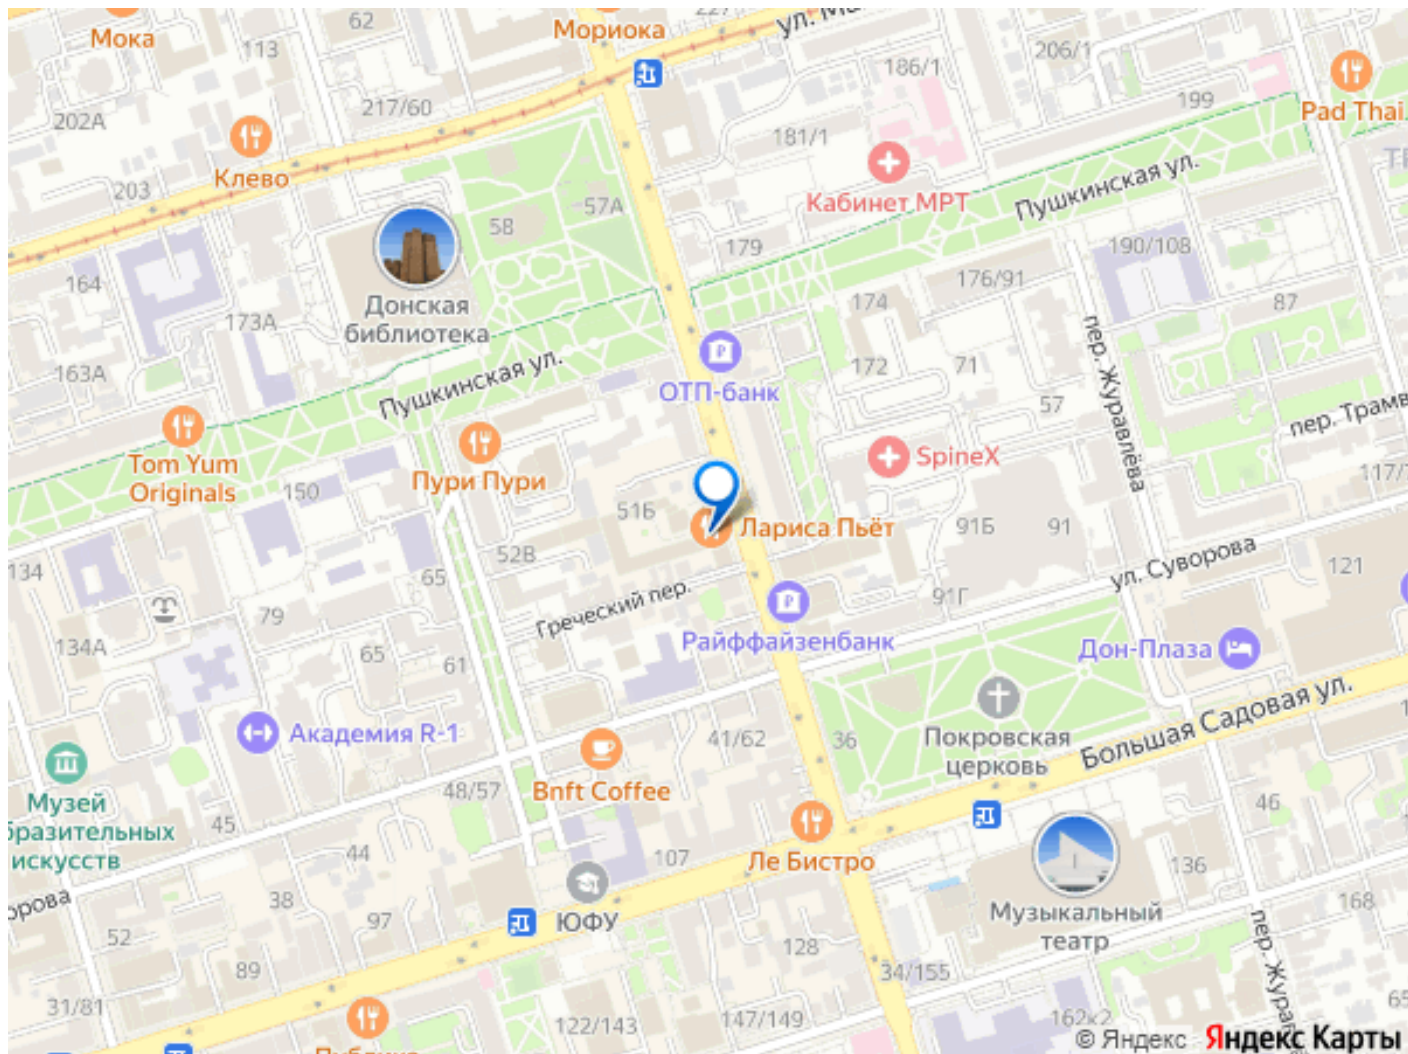 Мока
113
62
Мориока
227/
ул. Ма
206/1
186/1
199
Pad Thai
202А
217/60
Клево
181/1
203
Кабинет МРТ
Пушкинская ул.
57А
58
179
190/108
164
Донская
библиотека
173А
176/91
174
87
пер. Журавлёва
163А
Пушкинская ул.
ОТП-банк
172
71
57
пер. Трамв
Tom Yum
Originals
Пури Пури
SpineX
150
117/
51Б
Лариса Пьёт
91Б
91
52В
ул. Суворова
134
65
121
Греческий пер.
91Г
79
Райффайзенбанк
134А
65
61
Дон-Плаза
Большая Садовая ул.
Академия R-1
41/62
36
Покровская
церковь
Музей
бразительных
искусств
48/57
Bnft Coffee
46
45
44
107
Ле Бистро
136
орова
38
97
ЮФУ
Музыкальный
театр
168
52
128
пер. Журав
89
34/155
31/81
122/143
147/149
162к2
65
© Яндекс Яндекс Карты